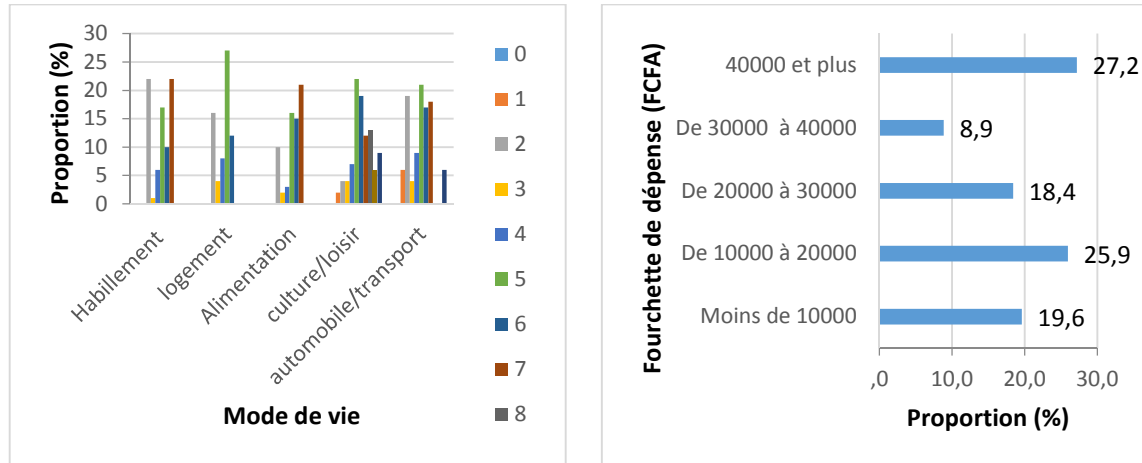 30
25
20
15
10
5
0
Proportion (%)
Habillement
logement
Alimentation
culture/loisir
automobile/transport
Mode de vie
0
1
2
3
4
5
6
7
8
Fourchette de dépense (FCFA)
40000 et plus
27,2
De 30000 à 40000
8,9
De 20000 à 30000
18,4
De 10000 à 20000
25,9
Moins de 10000
19,6
,0
10,0
20,0
30,0
Proportion (%)